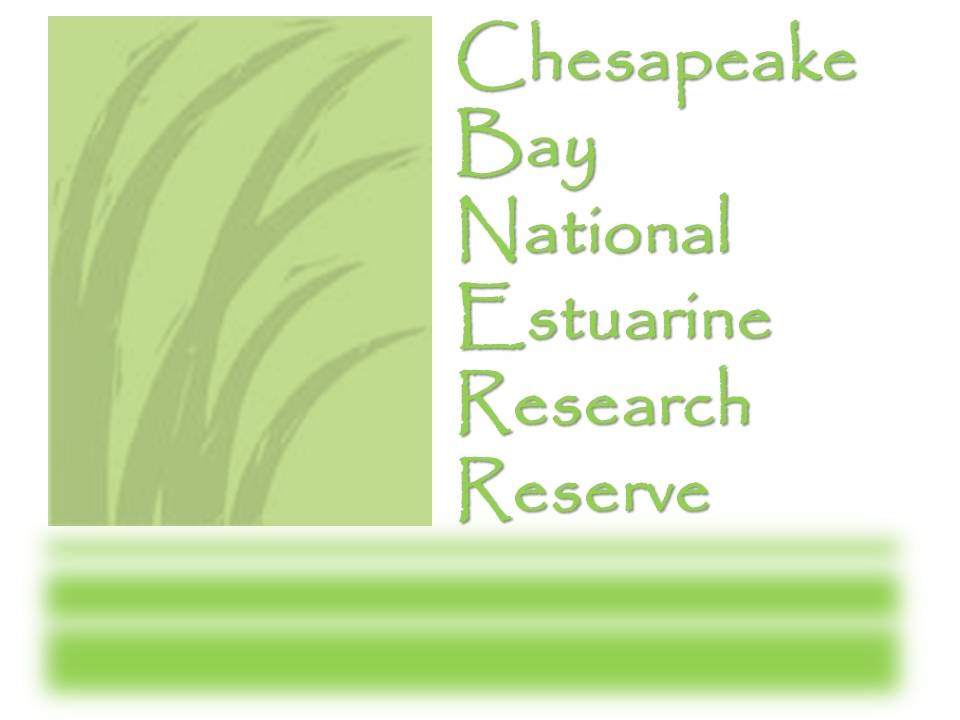 Chesapeake
Bay
National
Estuarine
Research
Reserve